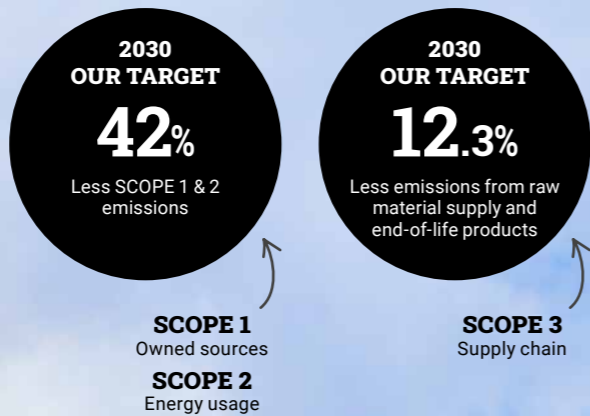 2030
OUR TARGET
42%
Less SCOPE 1 & 2
emissions
SCOPE 1
Owned sources
SCOPE 2
Energy usage
2030
OUR TARGET
12.3%
Less emissions from raw
material supply and
end-of-life products
SCOPE 3
Supply chain